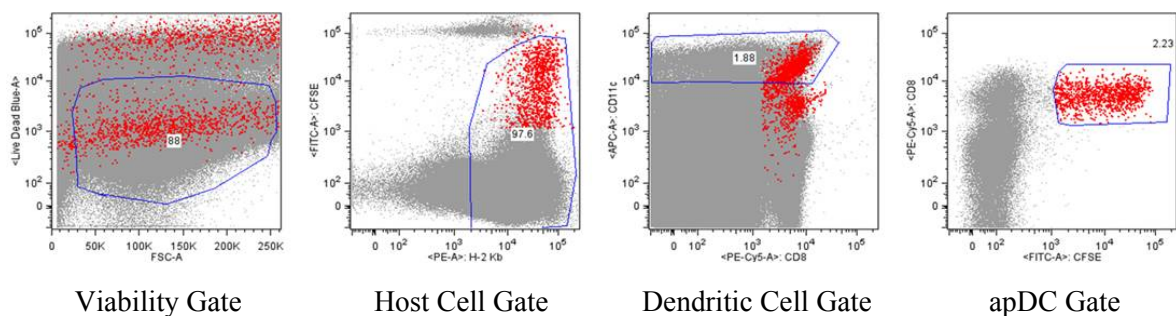 10⁵
10⁴
10³
10²
0
<Live Dead Blue-A>
88
0 50K 100K 150K 200K 250K
FSC-A
10⁵
10⁴
10³
10²
0
<FITC-A>: CFSE
97.6
0 10² 10³ 10⁴ 10⁵
<PE-A>: H-2 Kb
10⁵
10⁴
10³
10²
0
<APC-A>: CD11c
1.88
0 10² 10³ 10⁴ 10⁵
<PE-Cy5-A>: CD8
10⁵
10⁴
10³
10²
0
<PE-Cy5-A>: CD8
2.23
0 10² 10³ 10⁴ 10⁵
<FITC-A>: CFSE
Viability Gate Host Cell Gate Dendritic Cell Gate apDC Gate